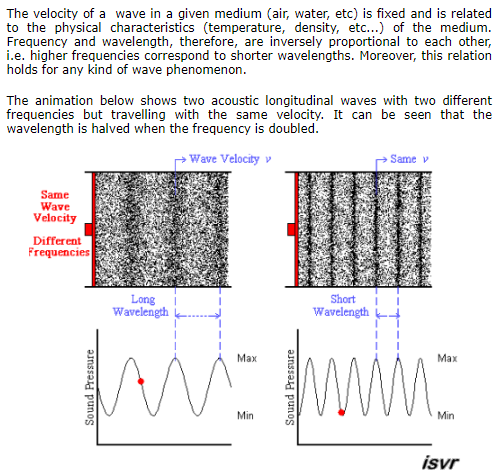 The velocity of a wave in a given medium (air, water, etc) is fixed and is related
to the physical characteristics (temperature, density, etc...) of the medium.
Frequency and wavelength, therefore, are inversely proportional to each other,
i.e. higher frequencies correspond to shorter wavelengths. Moreover, this relation
holds for any kind of wave phenomenon.
The animation below shows two acoustic longitudinal waves with two different
frequencies but travelling with the same velocity. It can be seen that the
wavelength is halved when the frequency is doubled.
Wave Velocity v
Same v
Same
Wave
Velocity
Different
Frequencies
Long
Wavelength
Short
Wavelength
Sound Pressure
Max
Min
Sound Pressure
Max
Min
isvr